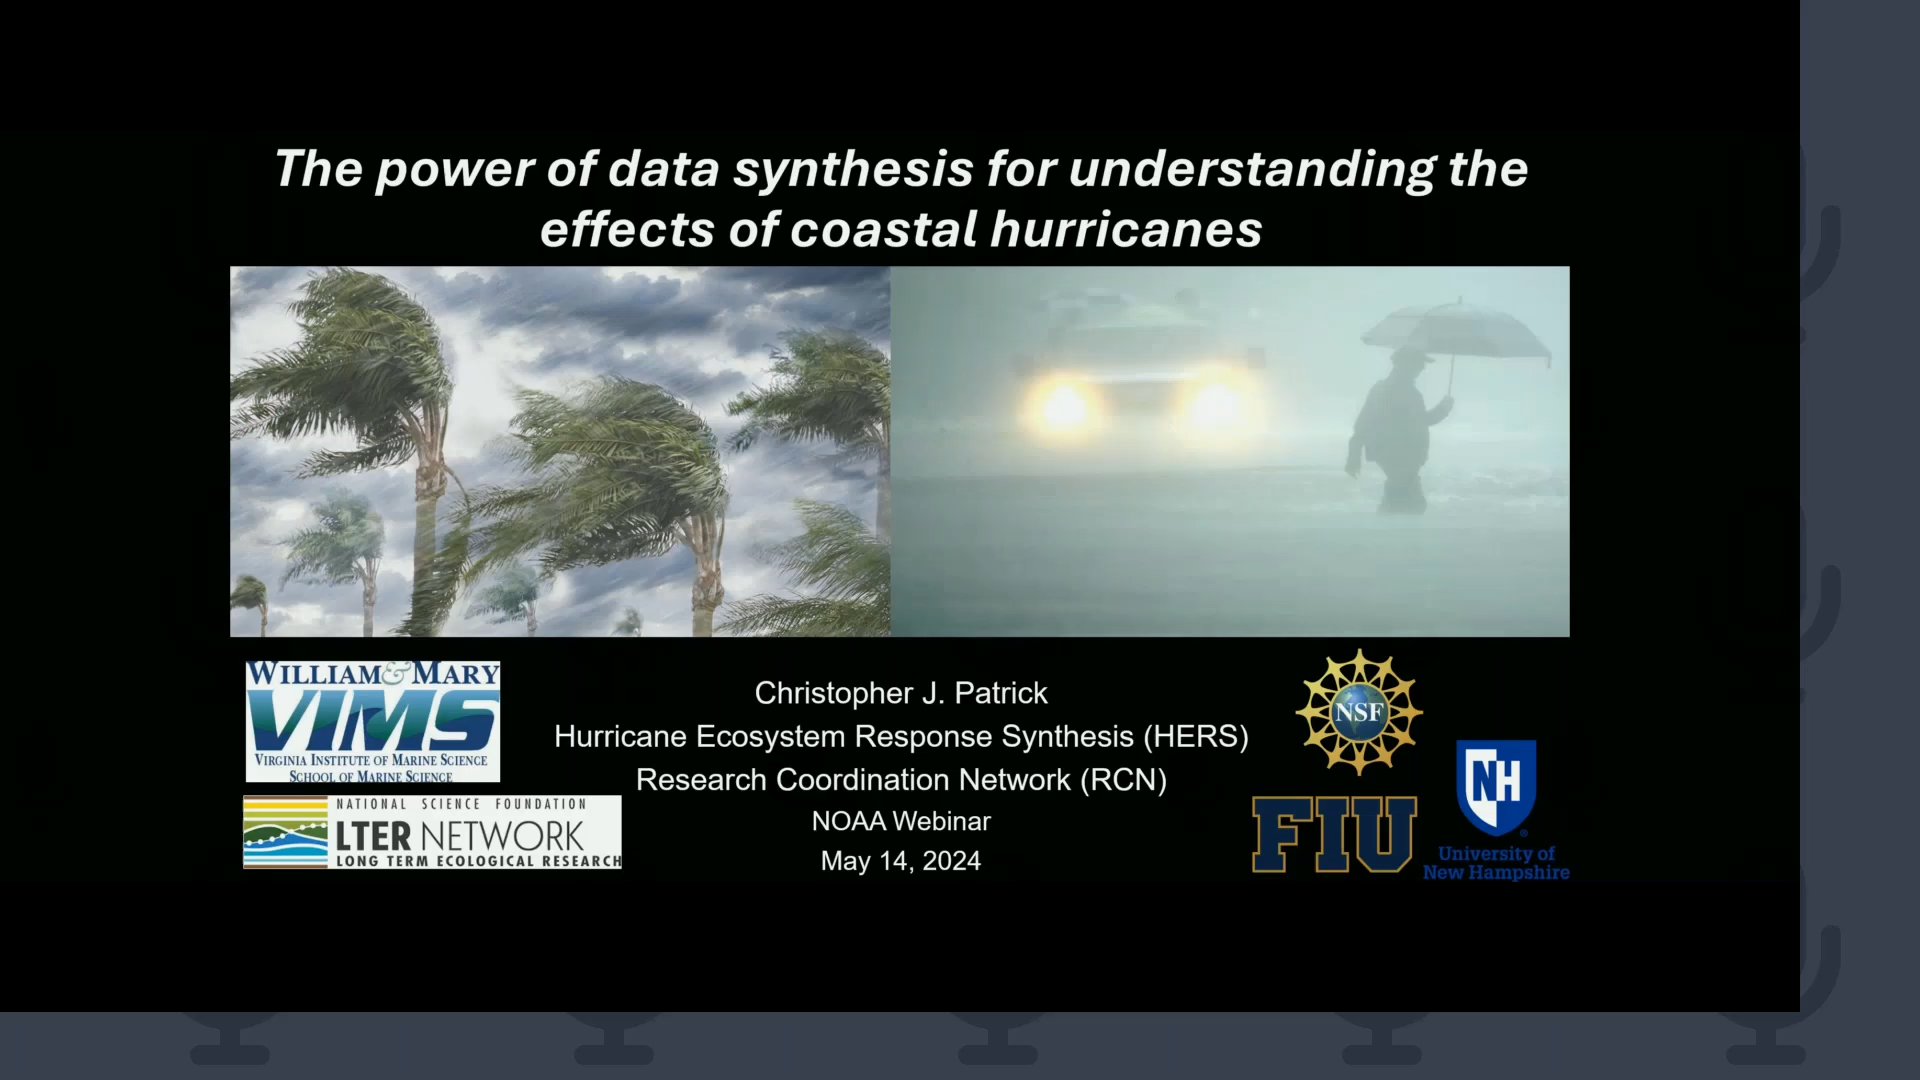 The power of data synthesis for understanding the
effects of coastal hurricanes
WILLIAM & MARY
VIMS
VIRGINIA INSTITUTE OF MARINE SCIENCE
SCHOOL OF MARINE SCIENCE
NATIONAL SCIENCE FOUNDATION
LTER NETWORK
LONG TERM ECOLOGICAL RESEARCH
Christopher J. Patrick
Hurricane Ecosystem Response Synthesis (HERS)
Research Coordination Network (RCN)
NOAA Webinar
May 14, 2024
NSF
FIU
NH
University of
New Hampshire